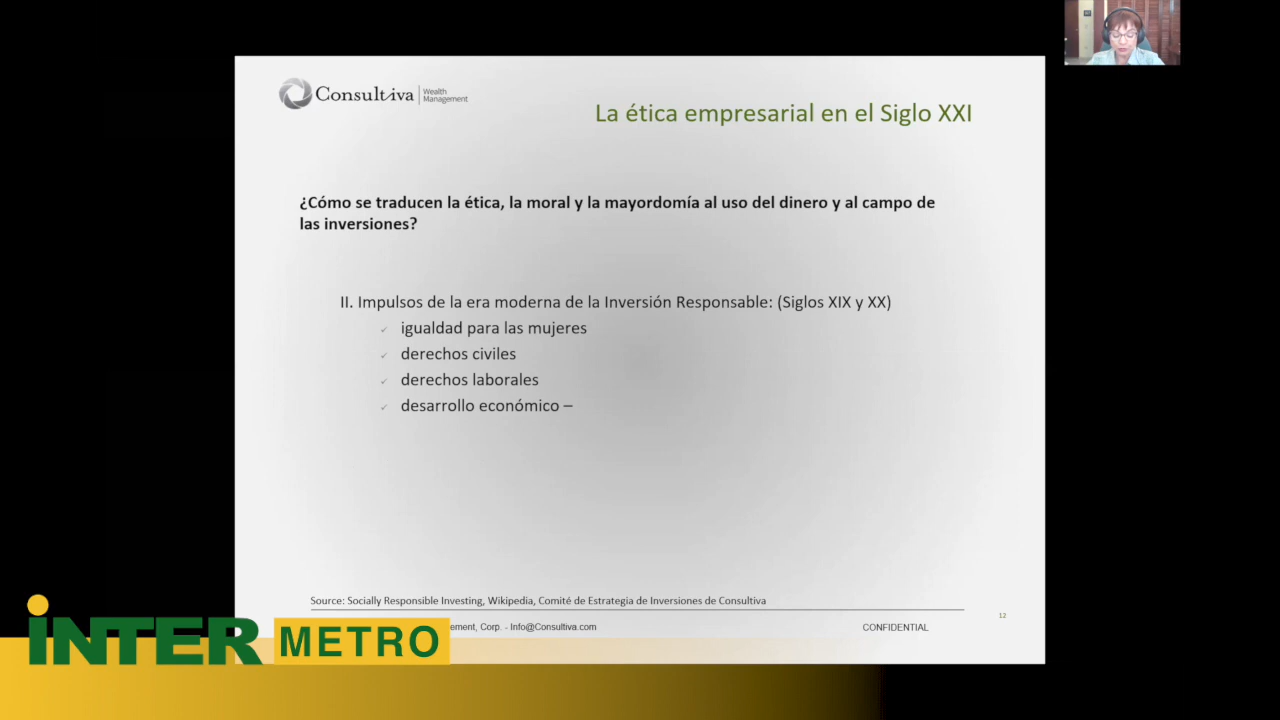 Consultiva
Wealth
Management
La ética empresarial en el Siglo XXI
¿Cómo se traducen la ética, la moral y la mayordomía al uso del dinero y al campo de
las inversiones?
II. Impulsos de la era moderna de la Inversión Responsable: (Siglos XIX y XX)
✓ igualdad para las mujeres
✓ derechos civiles
✓ derechos laborales
✓ desarrollo económico –
Source: Socially Responsible Investing, Wikipedia, Comité de Estrategia de Inversiones de Consultiva
12
ement, Corp. - Info@Consultiva.com
CONFIDENTIAL
iNTER METRO